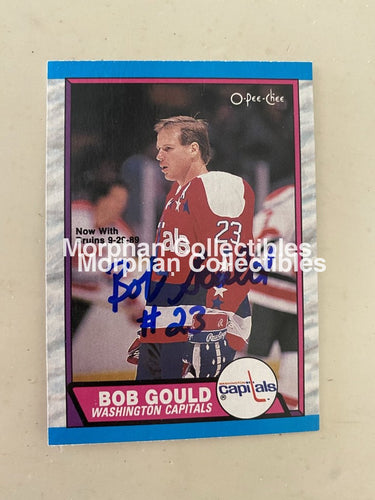 O-Pee-Chee
23
Now With
Bruins 9-29-89
Morphan Collectibles
Morphan Collectibles
Bob Gould
#23
BOB GOULD
WASHINGTON CAPITALS
WASHINGTON
capitals